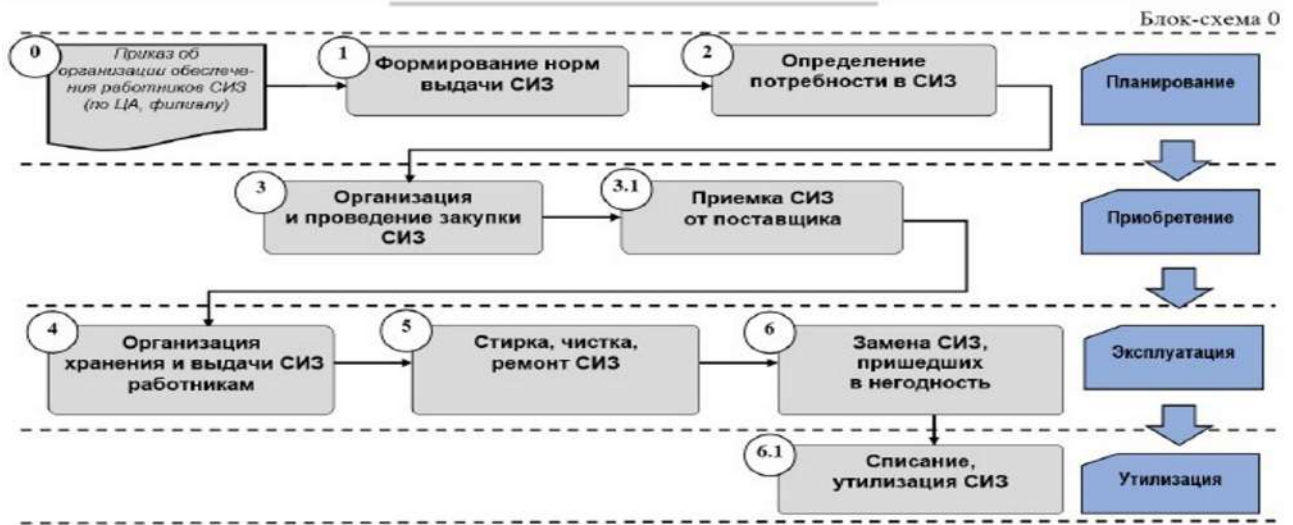 Блок-схема 0
0
Приказ об
организации обеспече-
ния работников СИЗ
(по ЦА, филиалу)
1
Формирование норм
выдачи СИЗ
2
Определение
потребности в СИЗ
Планирование
3
Организация
и проведение закупки
СИЗ
3.1
Приемка СИЗ
от поставщика
Приобретение
4
Организация
хранения и выдачи СИЗ
работникам
5
Стирка, чистка,
ремонт СИЗ
6
Замена СИЗ,
пришедших
в негодность
Эксплуатация
6.1
Списание,
утилизация СИЗ
Утилизация